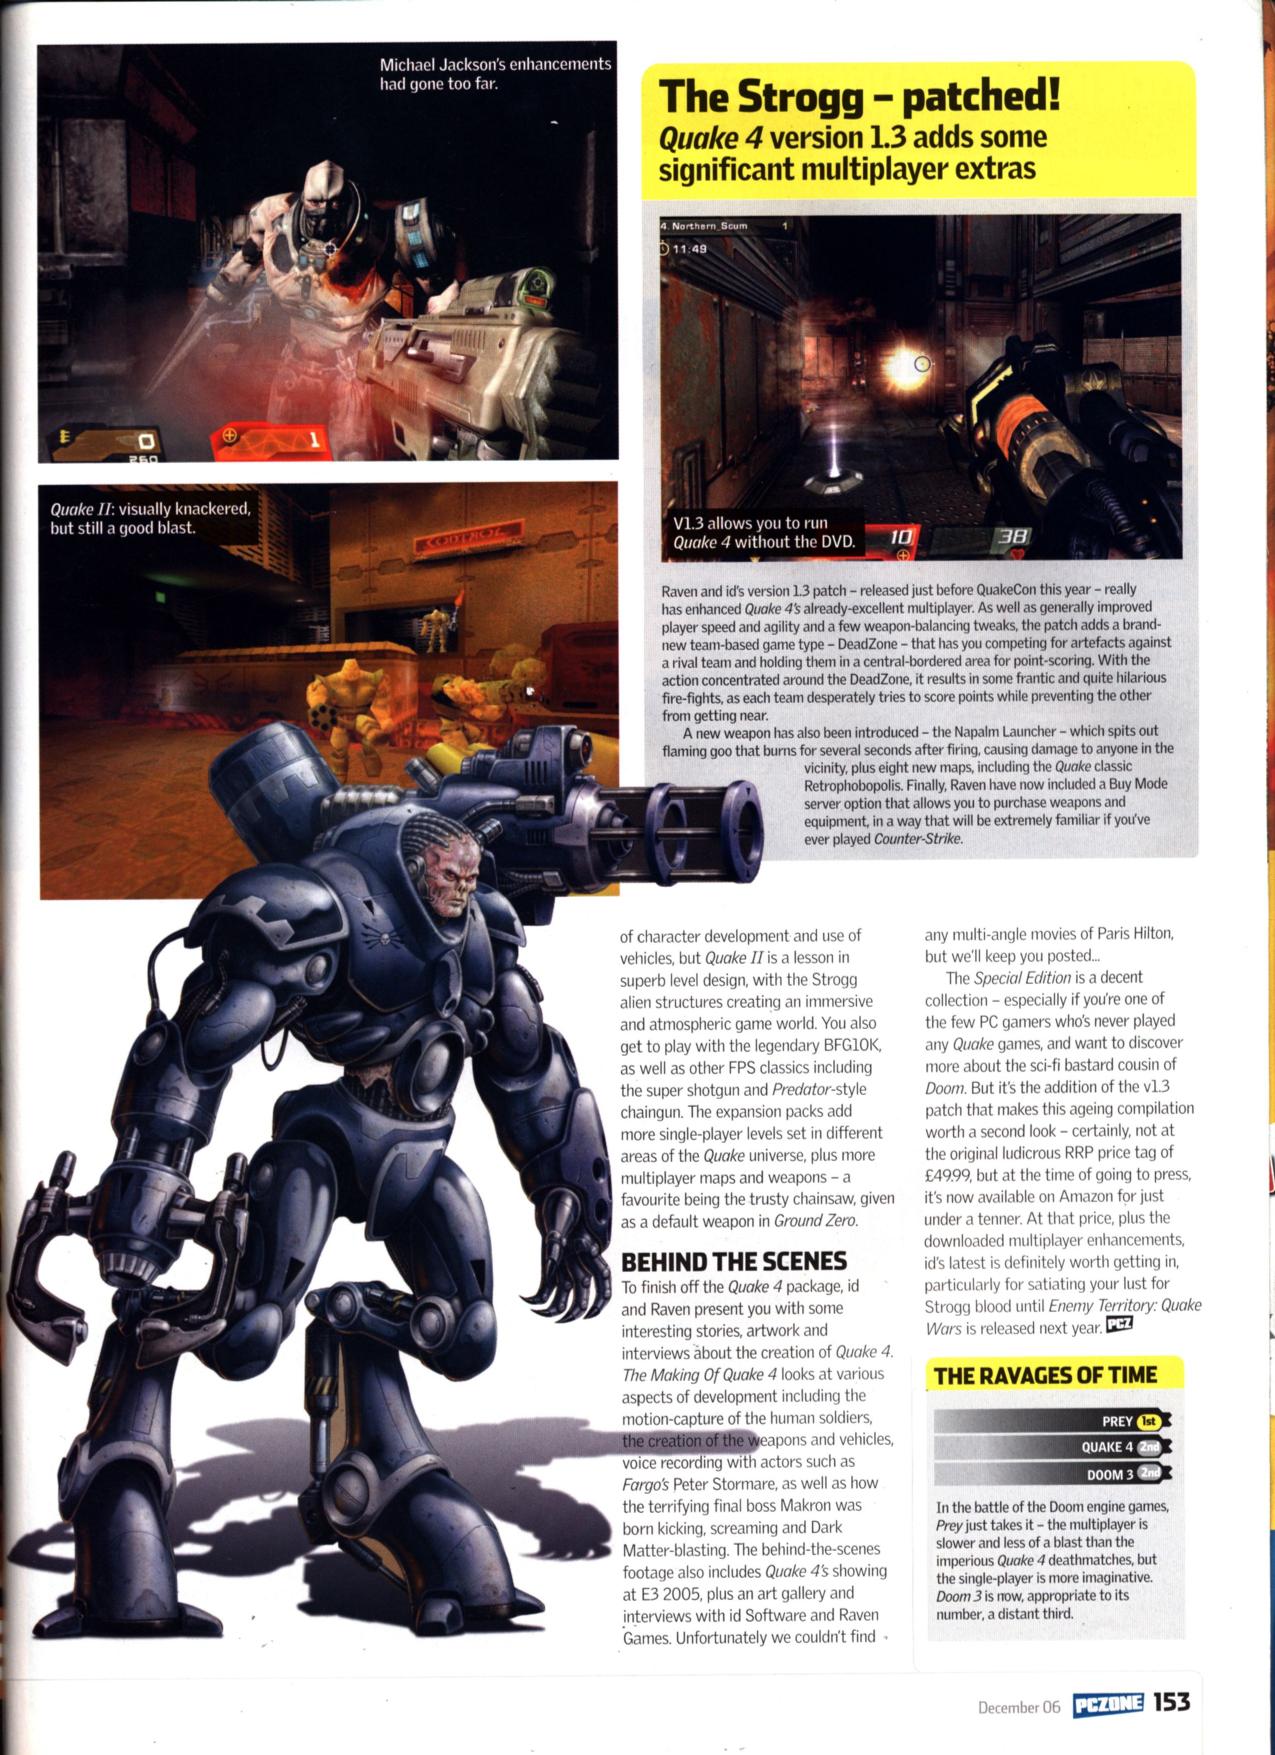 Michael Jackson's enhancements
had gone too far.
0
260
1
Quake II: visually knackered,
but still a good blast.
CONTROL
The Strogg – patched!
Quake 4 version 1.3 adds some
significant multiplayer extras
4. Northern_Scum 1
11:49
V1.3 allows you to run
Quake 4 without the DVD.
10
38
Raven and id's version 1.3 patch – released just before QuakeCon this year – really
has enhanced Quake 4's already-excellent multiplayer. As well as generally improved
player speed and agility and a few weapon-balancing tweaks, the patch adds a brand-
new team-based game type – DeadZone – that has you competing for artefacts against
a rival team and holding them in a central-bordered area for point-scoring. With the
action concentrated around the DeadZone, it results in some frantic and quite hilarious
fire-fights, as each team desperately tries to score points while preventing the other
from getting near.
A new weapon has also been introduced – the Napalm Launcher – which spits out
flaming goo that burns for several seconds after firing, causing damage to anyone in the
vicinity, plus eight new maps, including the Quake classic
Retrophobopolis. Finally, Raven have now included a Buy Mode
server option that allows you to purchase weapons and
equipment, in a way that will be extremely familiar if you've
ever played Counter-Strike.
of character development and use of
vehicles, but Quake II is a lesson in
superb level design, with the Strogg
alien structures creating an immersive
and atmospheric game world. You also
get to play with the legendary BFG10K,
as well as other FPS classics including
the super shotgun and Predator-style
chaingun. The expansion packs add
more single-player levels set in different
areas of the Quake universe, plus more
multiplayer maps and weapons – a
favourite being the trusty chainsaw, given
as a default weapon in Ground Zero.
BEHIND THE SCENES
To finish off the Quake 4 package, id
and Raven present you with some
interesting stories, artwork and
interviews about the creation of Quake 4.
The Making Of Quake 4 looks at various
aspects of development including the
motion-capture of the human soldiers,
the creation of the weapons and vehicles,
voice recording with actors such as
Fargo's Peter Stormare, as well as how
the terrifying final boss Makron was
born kicking, screaming and Dark
Matter-blasting. The behind-the-scenes
footage also includes Quake 4's showing
at E3 2005, plus an art gallery and
interviews with id Software and Raven
Games. Unfortunately we couldn't find
any multi-angle movies of Paris Hilton,
but we'll keep you posted...
The Special Edition is a decent
collection – especially if you're one of
the few PC gamers who's never played
any Quake games, and want to discover
more about the sci-fi bastard cousin of
Doom. But it's the addition of the v1.3
patch that makes this ageing compilation
worth a second look – certainly, not at
the original ludicrous RRP price tag of
£49.99, but at the time of going to press,
it's now available on Amazon for just
under a tenner. At that price, plus the
downloaded multiplayer enhancements,
id's latest is definitely worth getting in,
particularly for satiating your lust for
Strogg blood until Enemy Territory: Quake
Wars is released next year. PCZ
THE RAVAGES OF TIME
PREY 1st
QUAKE 4 2nd
DOOM 3 2nd
In the battle of the Doom engine games,
Prey just takes it – the multiplayer is
slower and less of a blast than the
imperious Quake 4 deathmatches, but
the single-player is more imaginative.
Doom 3 is now, appropriate to its
number, a distant third.
December 06 PCZONE 153